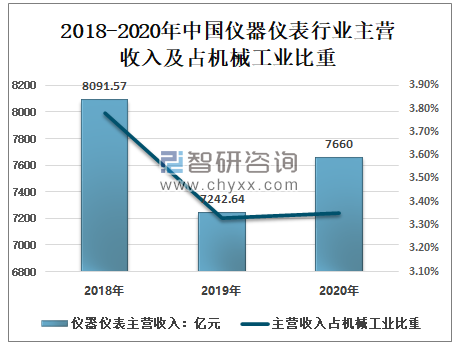 2018-2020年中国仪器仪表行业主营
收入及占机械工业比重
8200
8000
7800
7600
7400
7200
7000
6800
3.90%
3.80%
3.70%
3.60%
3.50%
3.40%
3.30%
3.20%
3.10%
8091.57
7242.64
7660
智研咨询
www.chyxx.com
2018年
2019年
2020年
仪器仪表主营收入：亿元
主营收入占机械工业比重